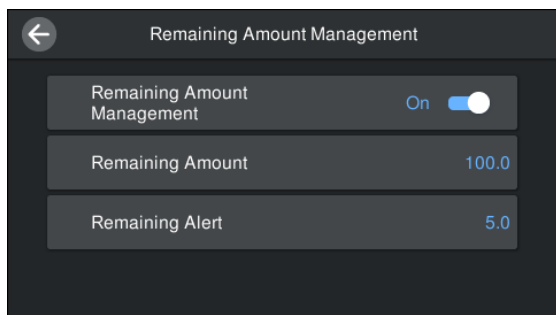 Remaining Amount Management
Remaining Amount
Management
On
Remaining Amount
100.0
Remaining Alert
5.0